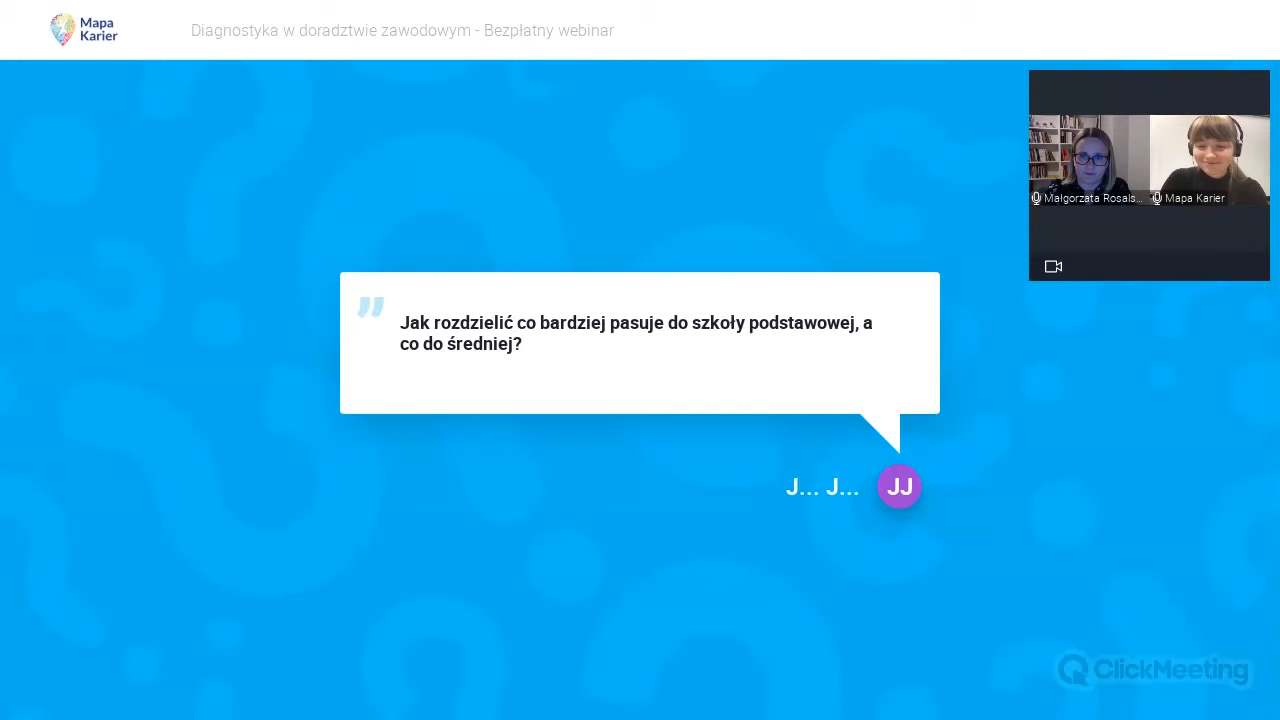 Mapa
Karier
Diagnostyka w doradztwie zawodowym - Bezpłatny webinar
Małgorzata Rosals...
Mapa Karier
Jak rozdzielić co bardziej pasuje do szkoły podstawowej, a
co do średniej?
J... J...
JJ
ClickMeeting